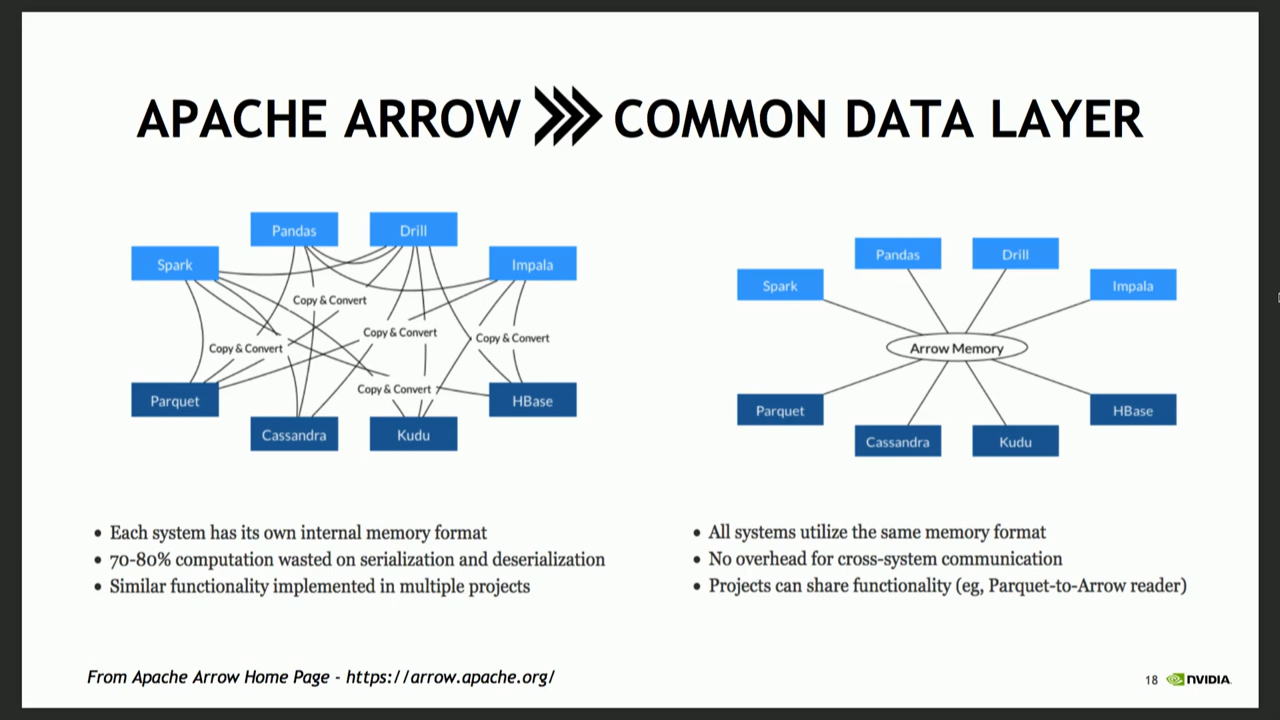 APACHE ARROW COMMON DATA LAYER
Pandas
Drill
Spark
Impala
Copy & Convert
Copy & Convert
Copy & Convert
Copy & Convert
Copy & Convert
Parquet
HBase
Cassandra
Kudu
• Each system has its own internal memory format
• 70-80% computation wasted on serialization and deserialization
• Similar functionality implemented in multiple projects
Pandas
Drill
Spark
Impala
Arrow Memory
Parquet
HBase
Cassandra
Kudu
• All systems utilize the same memory format
• No overhead for cross-system communication
• Projects can share functionality (eg, Parquet-to-Arrow reader)
From Apache Arrow Home Page - https://arrow.apache.org/
18 NVIDIA.